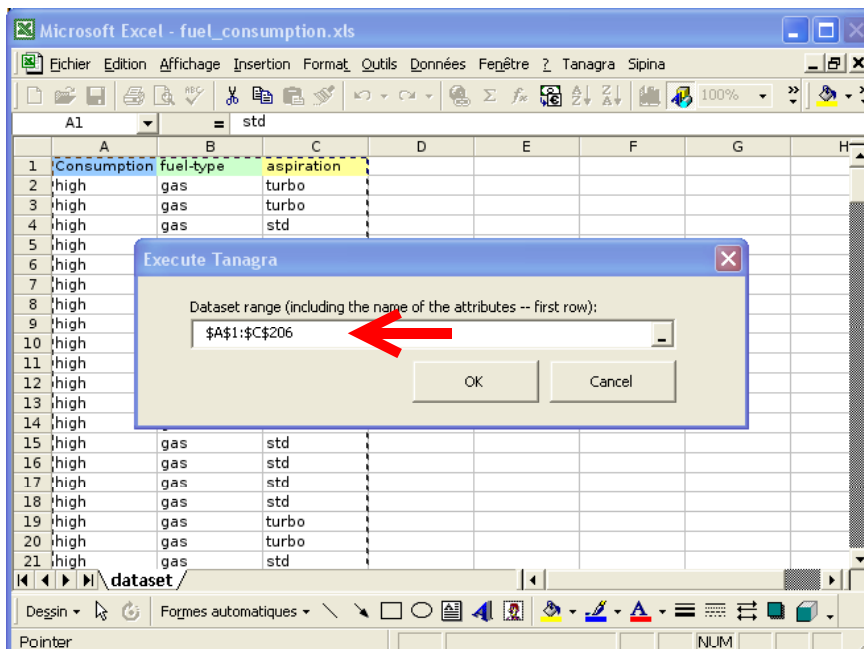 Microsoft Excel - fuel_consumption.xls
Fichier Edition Affichage Insertion Format Outils Données Fenêtre ? Tanagra Sipina
100%
A1 = std
A B C D E F G H
1 Consumption fuel-type aspiration
2 high gas turbo
3 high gas turbo
4 high gas std
5 high
6 high
7 high
8 high
9 high
10 high
11 high
12 high
13 high
14 high
Execute Tanagra
Dataset range (including the name of the attributes -- first row):
$A$1:$C$206
OK Cancel
15 high gas std
16 high gas std
17 high gas std
18 high gas std
19 high gas turbo
20 high gas turbo
21 high gas std
dataset
Dessin Formes automatiques
Pointer NUM